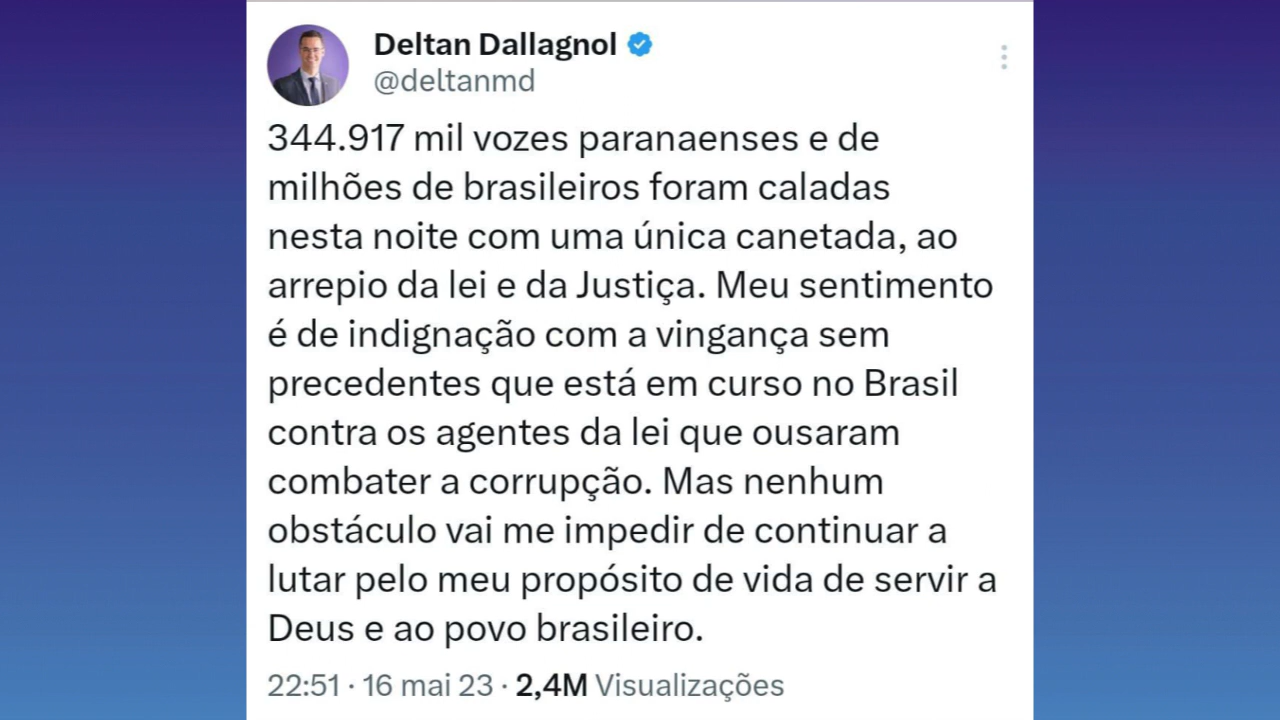 Deltan Dallagnol
@deltanmd
344.917 mil vozes paranaenses e de
milhões de brasileiros foram caladas
nesta noite com uma única canetada, ao
arrepio da lei e da Justiça. Meu sentimento
é de indignação com a vingança sem
precedentes que está em curso no Brasil
contra os agentes da lei que ousaram
combater a corrupção. Mas nenhum
obstáculo vai me impedir de continuar a
lutar pelo meu propósito de vida de servir a
Deus e ao povo brasileiro.
22:51 · 16 mai 23 · 2,4M Visualizações